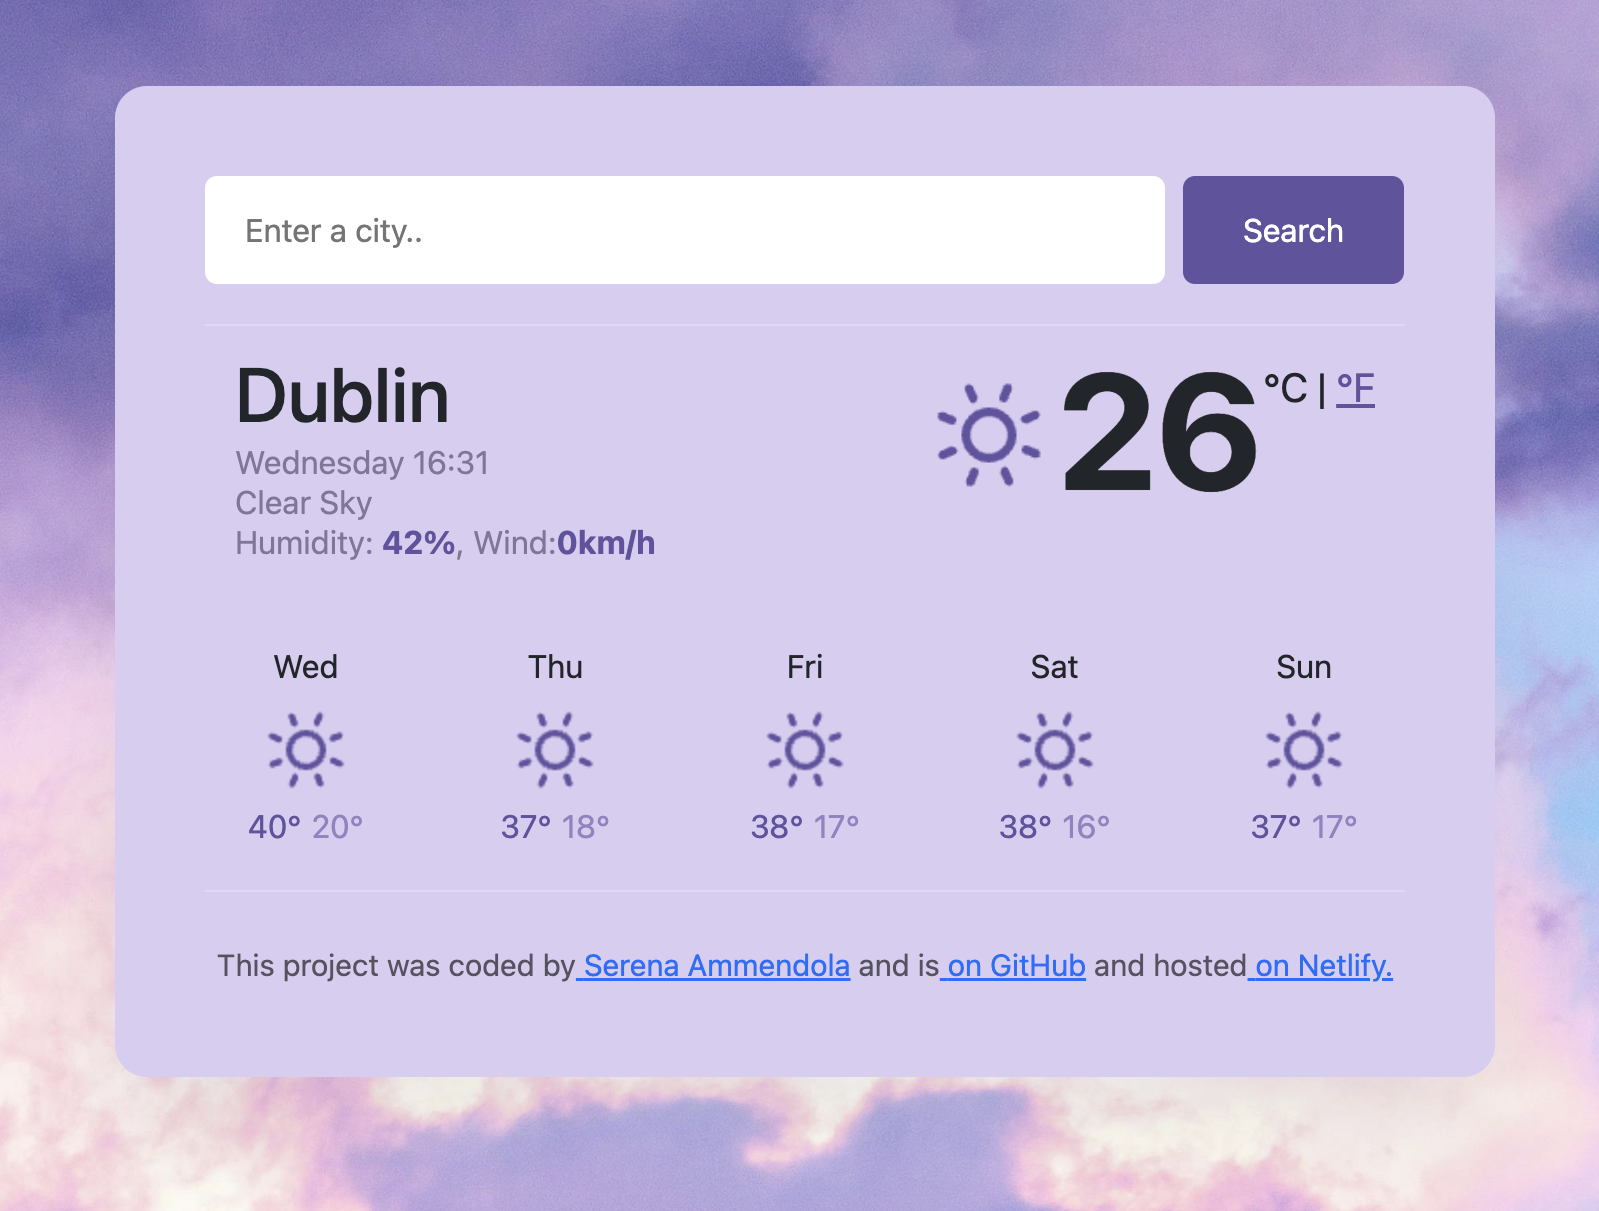 Enter a city..
Search
Dublin
26 °C | °F
Wednesday 16:31
Clear Sky
Humidity: 42%, Wind:0km/h
Wed Thu Fri Sat Sun
40° 20° 37° 18° 38° 17° 38° 16° 37° 17°
This project was coded by Serena Ammendola and is on GitHub and hosted on Netlify.